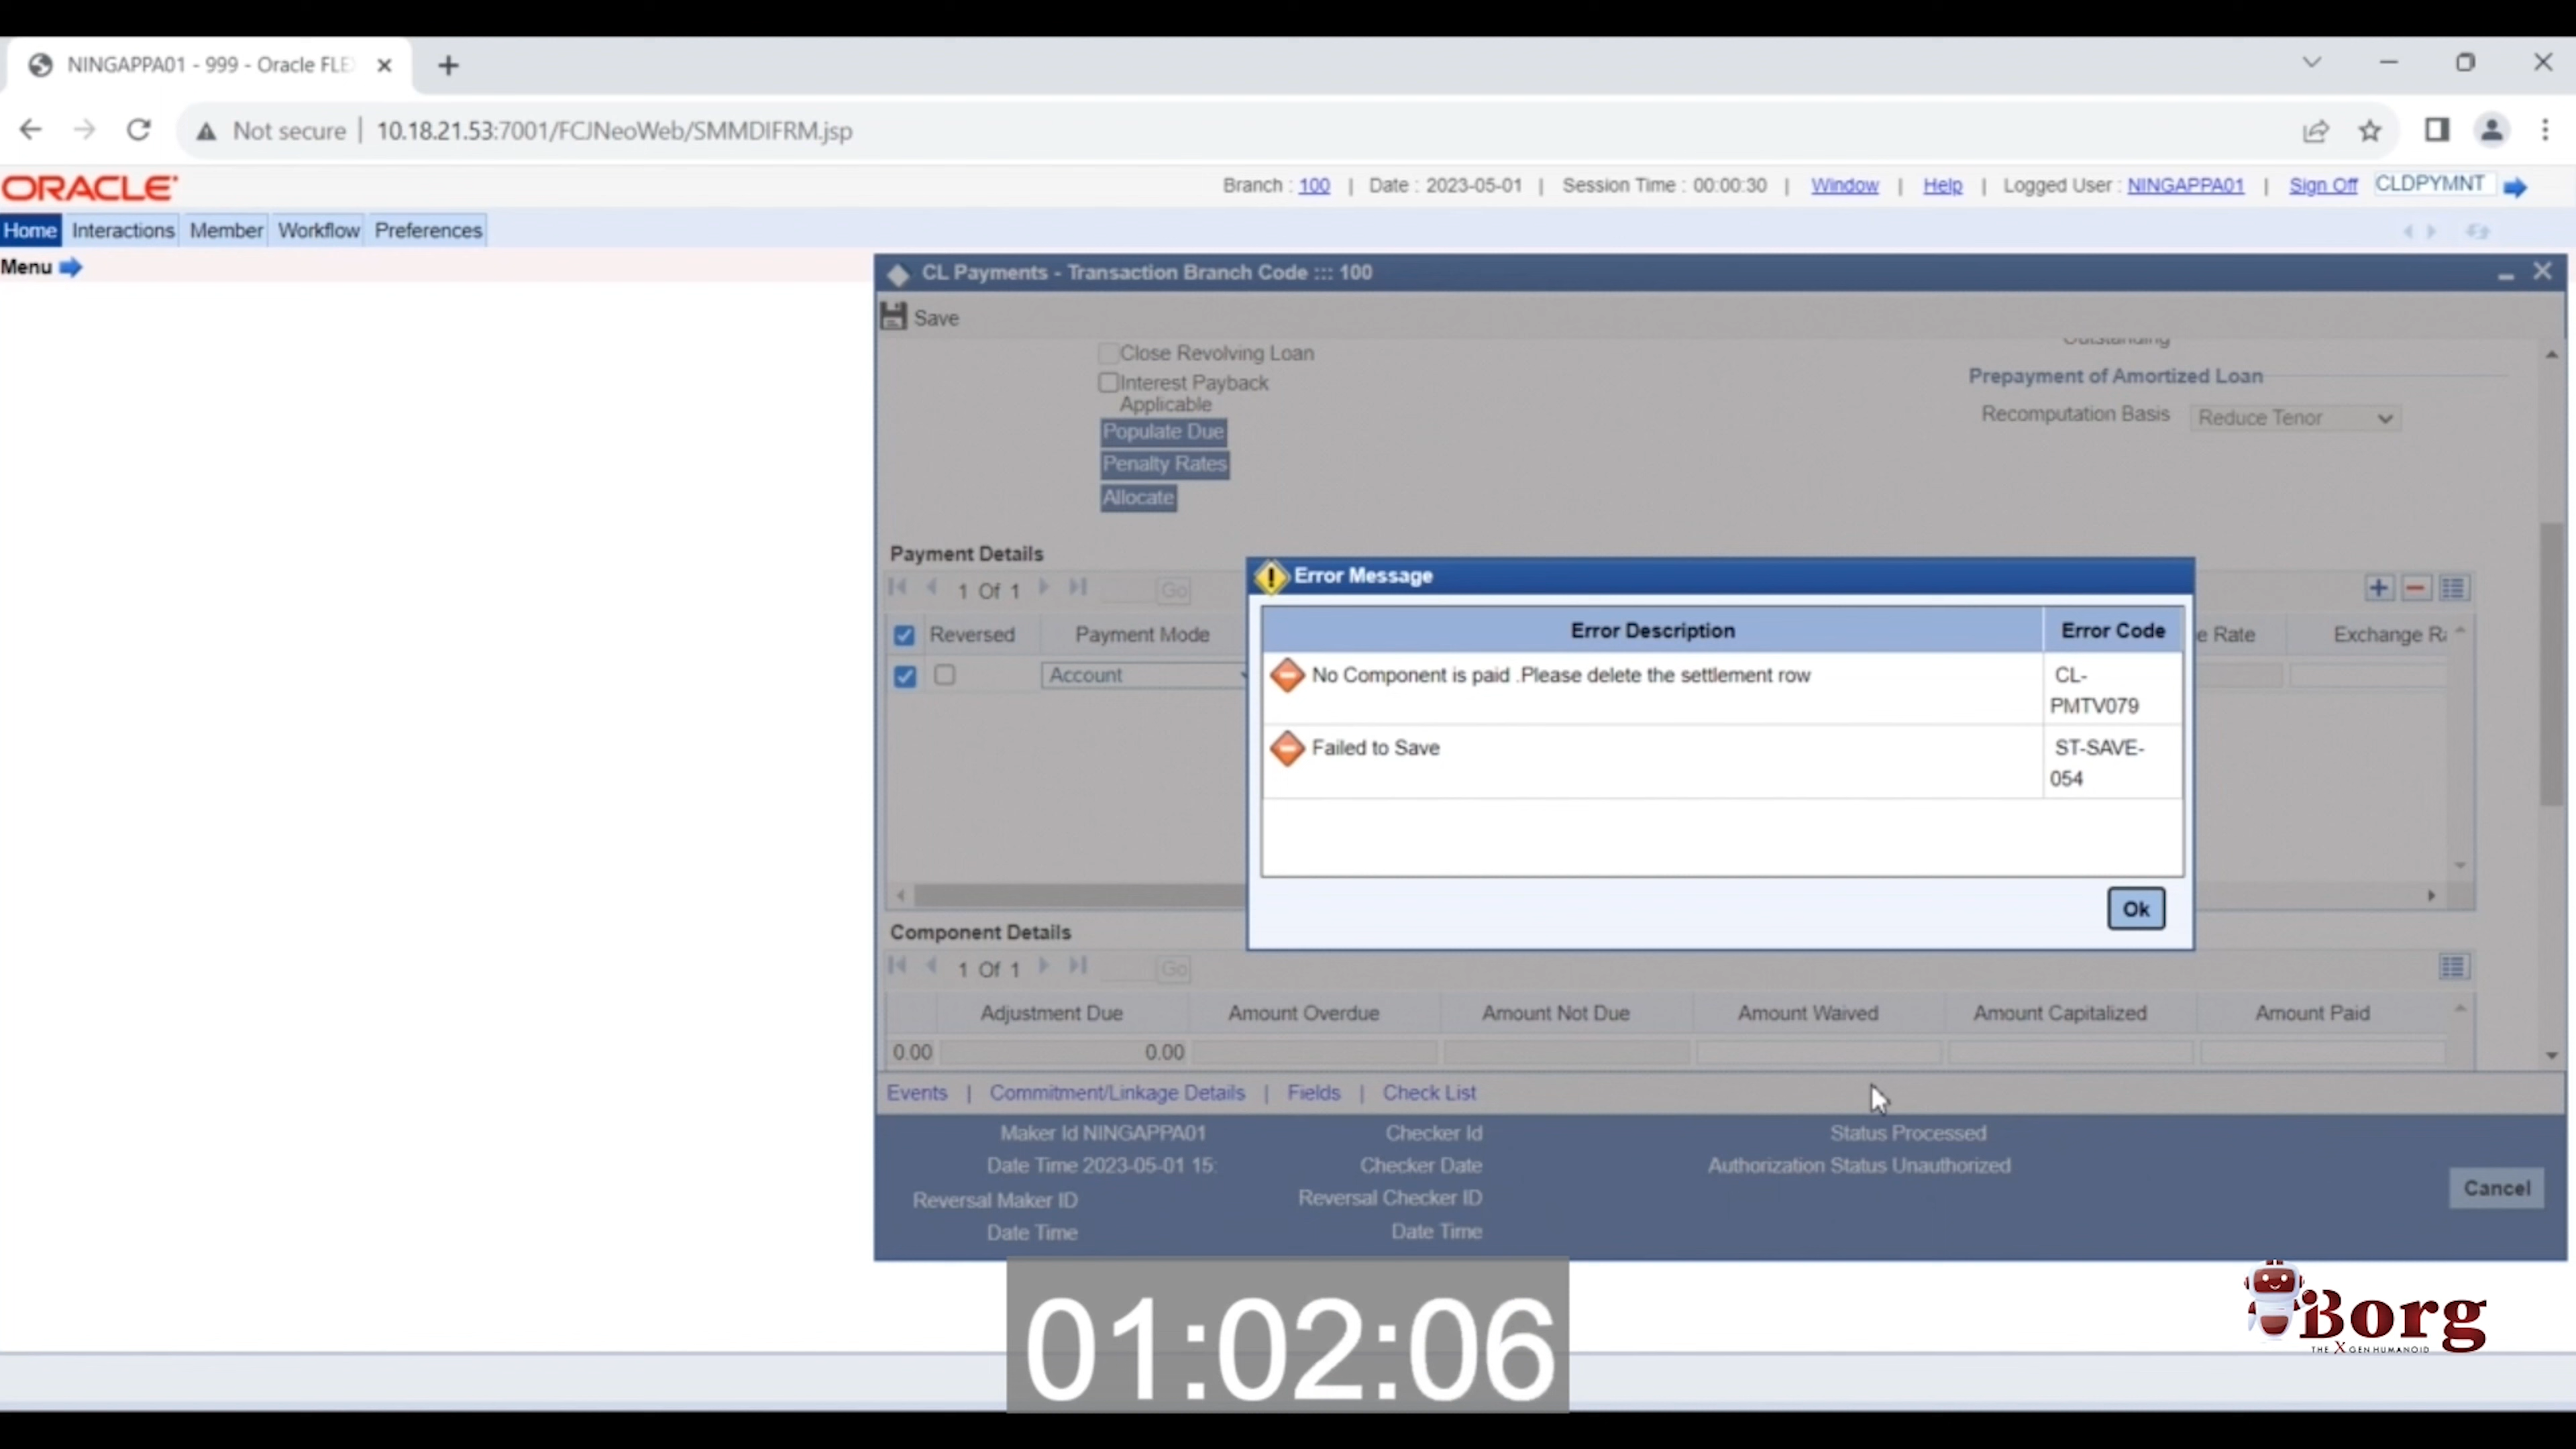 NINGAPPA01 - 999 - Oracle FLE
Not secure | 10.18.21.53:7001/FCJNeoWeb/SMMDIFRM.jsp
ORACLE
Branch : 100 | Date : 2023-05-01 | Session Time : 00:00:30 | Window | Help | Logged User : NINGAPPA01 | Sign Off CLDPYMNT
Home Interactions Member Workflow Preferences
Menu
CL Payments - Transaction Branch Code ::: 100
Save
Outstanding
Close Revolving Loan
Interest Payback
Applicable
Prepayment of Amortized Loan
Recomputation Basis Reduce Tenor
Populate Due
Penalty Rates
Allocate
Payment Details
1 Of 1 Go
Reversed Payment Mode e Rate Exchange Ra
Account
Error Message
Error Description Error Code
No Component is paid .Please delete the settlement row CL-
PMTV079
Failed to Save ST-SAVE-
054
Ok
Component Details
1 Of 1 Go
Adjustment Due Amount Overdue Amount Not Due Amount Waived Amount Capitalized Amount Paid
0.00 0.00
Events | Commitment/Linkage Details | Fields | Check List
Maker Id NINGAPPA01 Checker Id Status Processed
Date Time 2023-05-01 15: Checker Date Authorization Status Unauthorized
Reversal Maker ID Reversal Checker ID
Date Time Date Time
Cancel
01:02:06
Borg
THE X GEN HUMANOID